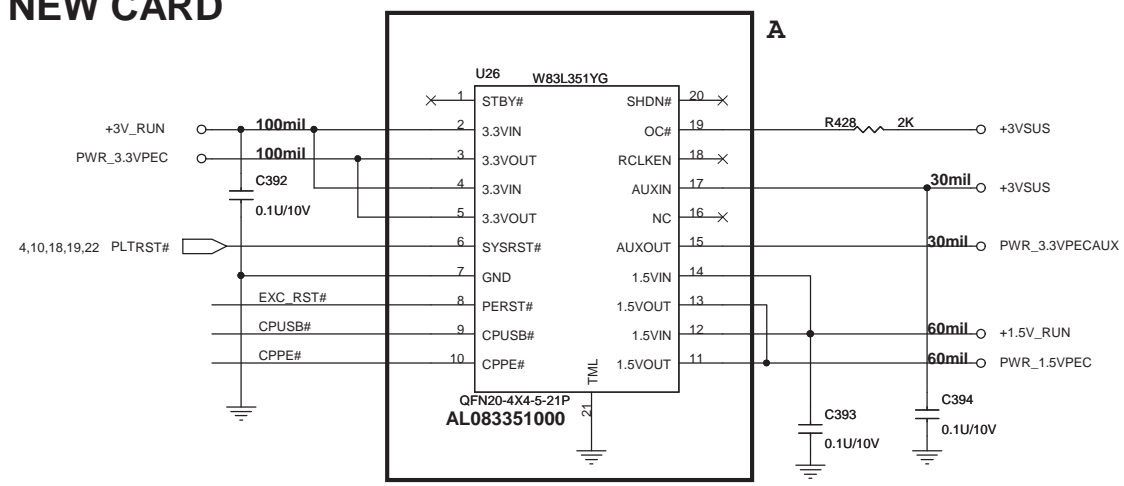 NEW CARD
A
U26
W83L351YG
1 STBY# SHDN# 20
+3V_RUN 100mil 2 3.3VIN OC# 19 R428 2K +3VSUS
PWR_3.3VPEC 100mil 3 3.3VOUT RCLKEN 18
C392
0.1U/10V
4 3.3VIN AUXIN 17 30mil +3VSUS
5 3.3VOUT NC 16
4,10,18,19,22 PLTRST# 6 SYSRST# AUXOUT 15 30mil PWR_3.3VPECAUX
7 GND 1.5VIN 14
EXC_RST# 8 PERST# 1.5VOUT 13
CPUSB# 9 CPUSB# 1.5VIN 12 60mil +1.5V_RUN
CPPE# 10 CPPE# 1.5VOUT 11 60mil PWR_1.5VPEC
TML
21
QFN20-4X4-5-21P
AL083351000
C393
0.1U/10V
C394
0.1U/10V